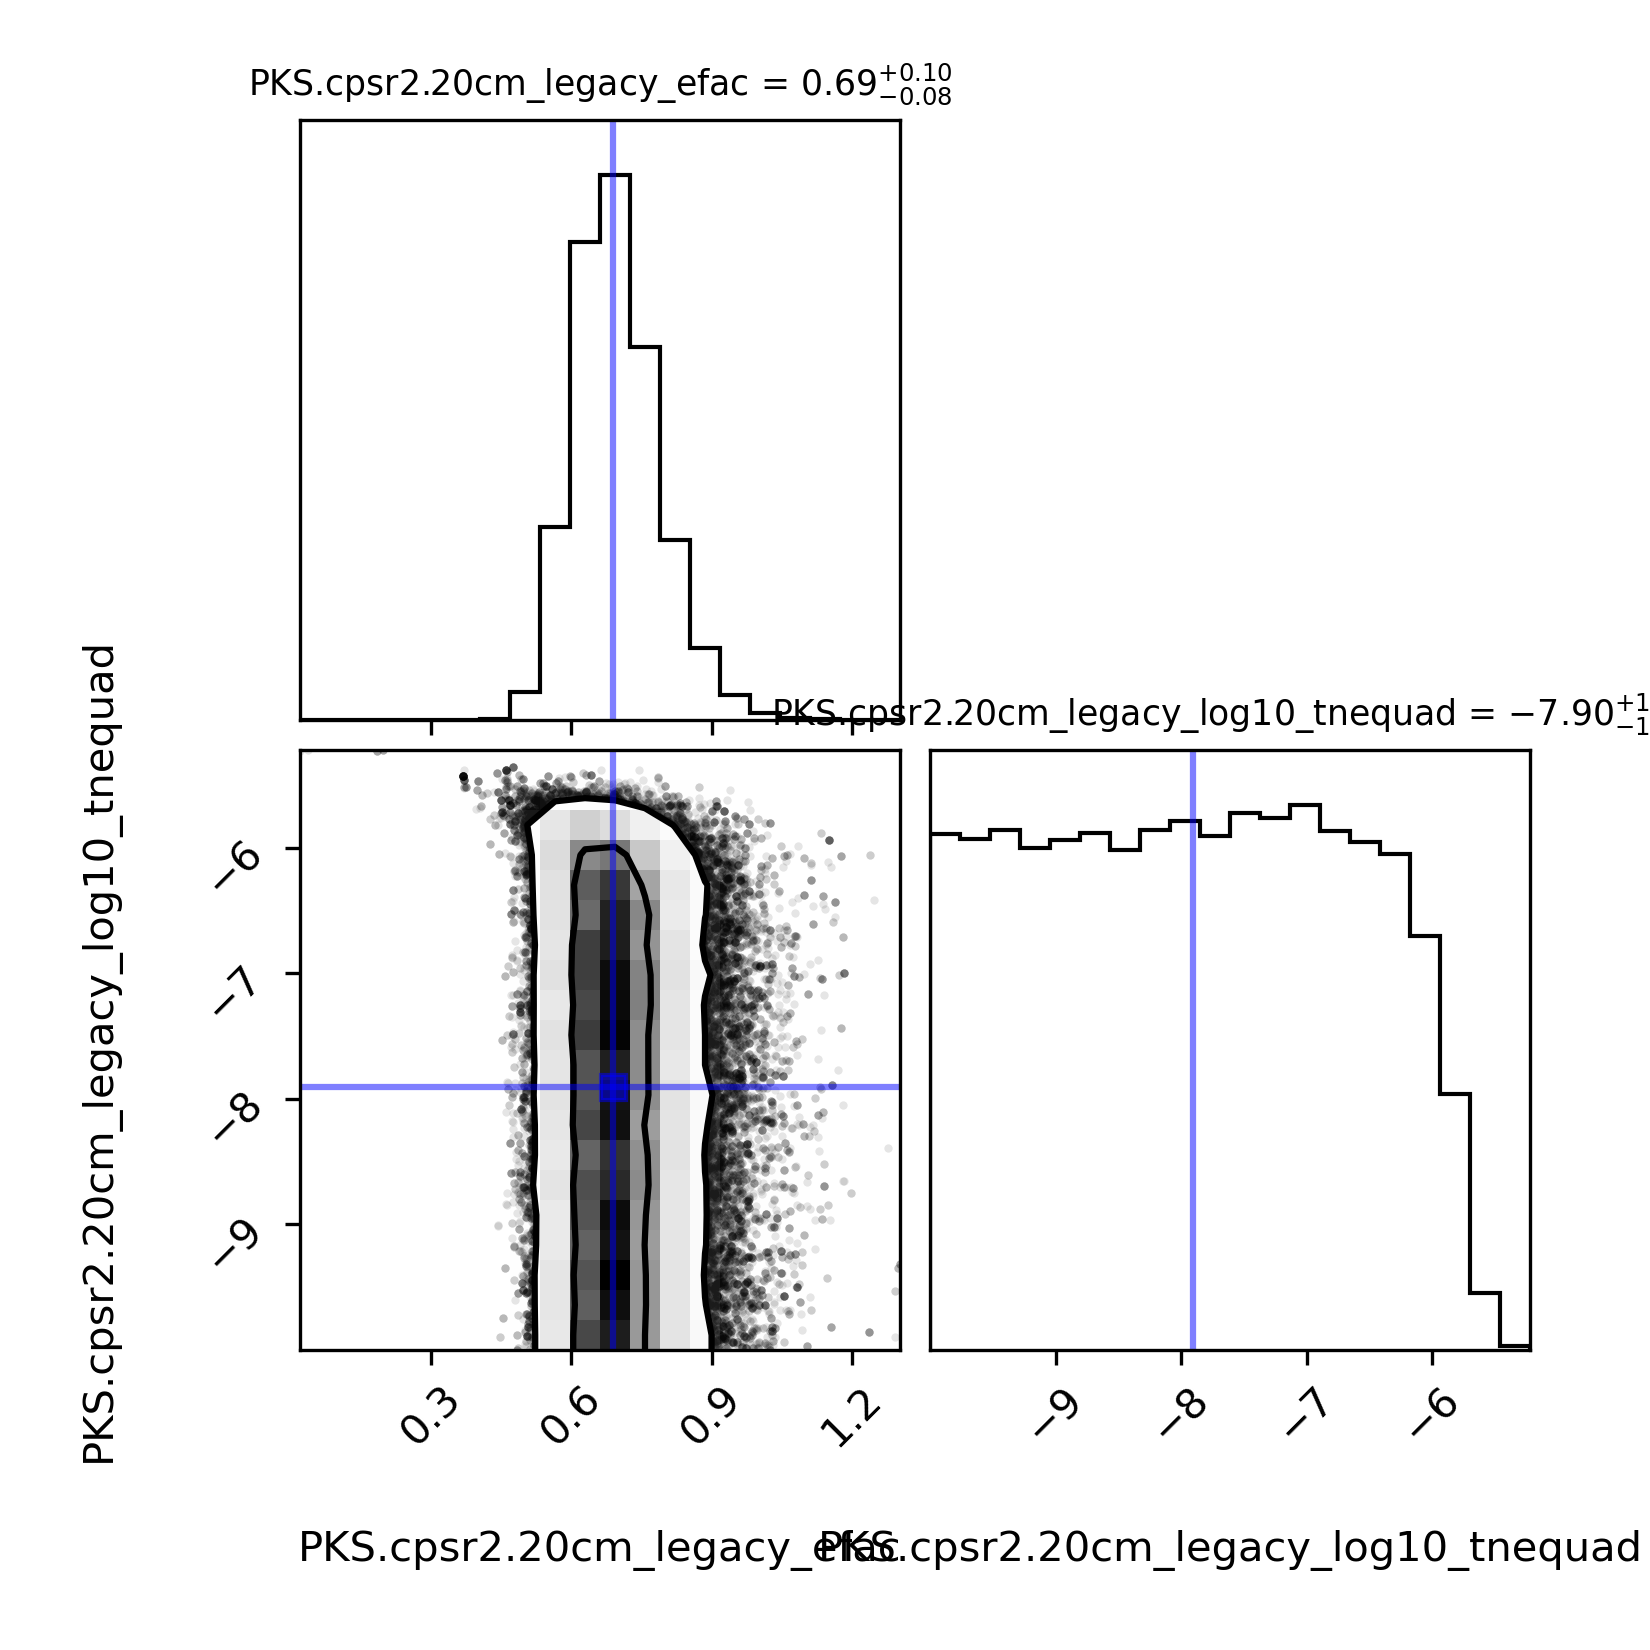 PKS.cpsr2.20cm_legacy_efac = 0.69+0.10−0.08
PKS.cpsr2.20cm_legacy_log10_tnequad = −7.90+1−1
PKS.cpsr2.20cm_legacy_log10_tnequad
−6
−7
−8
−9
0.3
0.6
0.9
1.2
−9
−8
−7
−6
PKS.cpsr2.20cm_legacy_efac
PKS.cpsr2.20cm_legacy_log10_tnequad